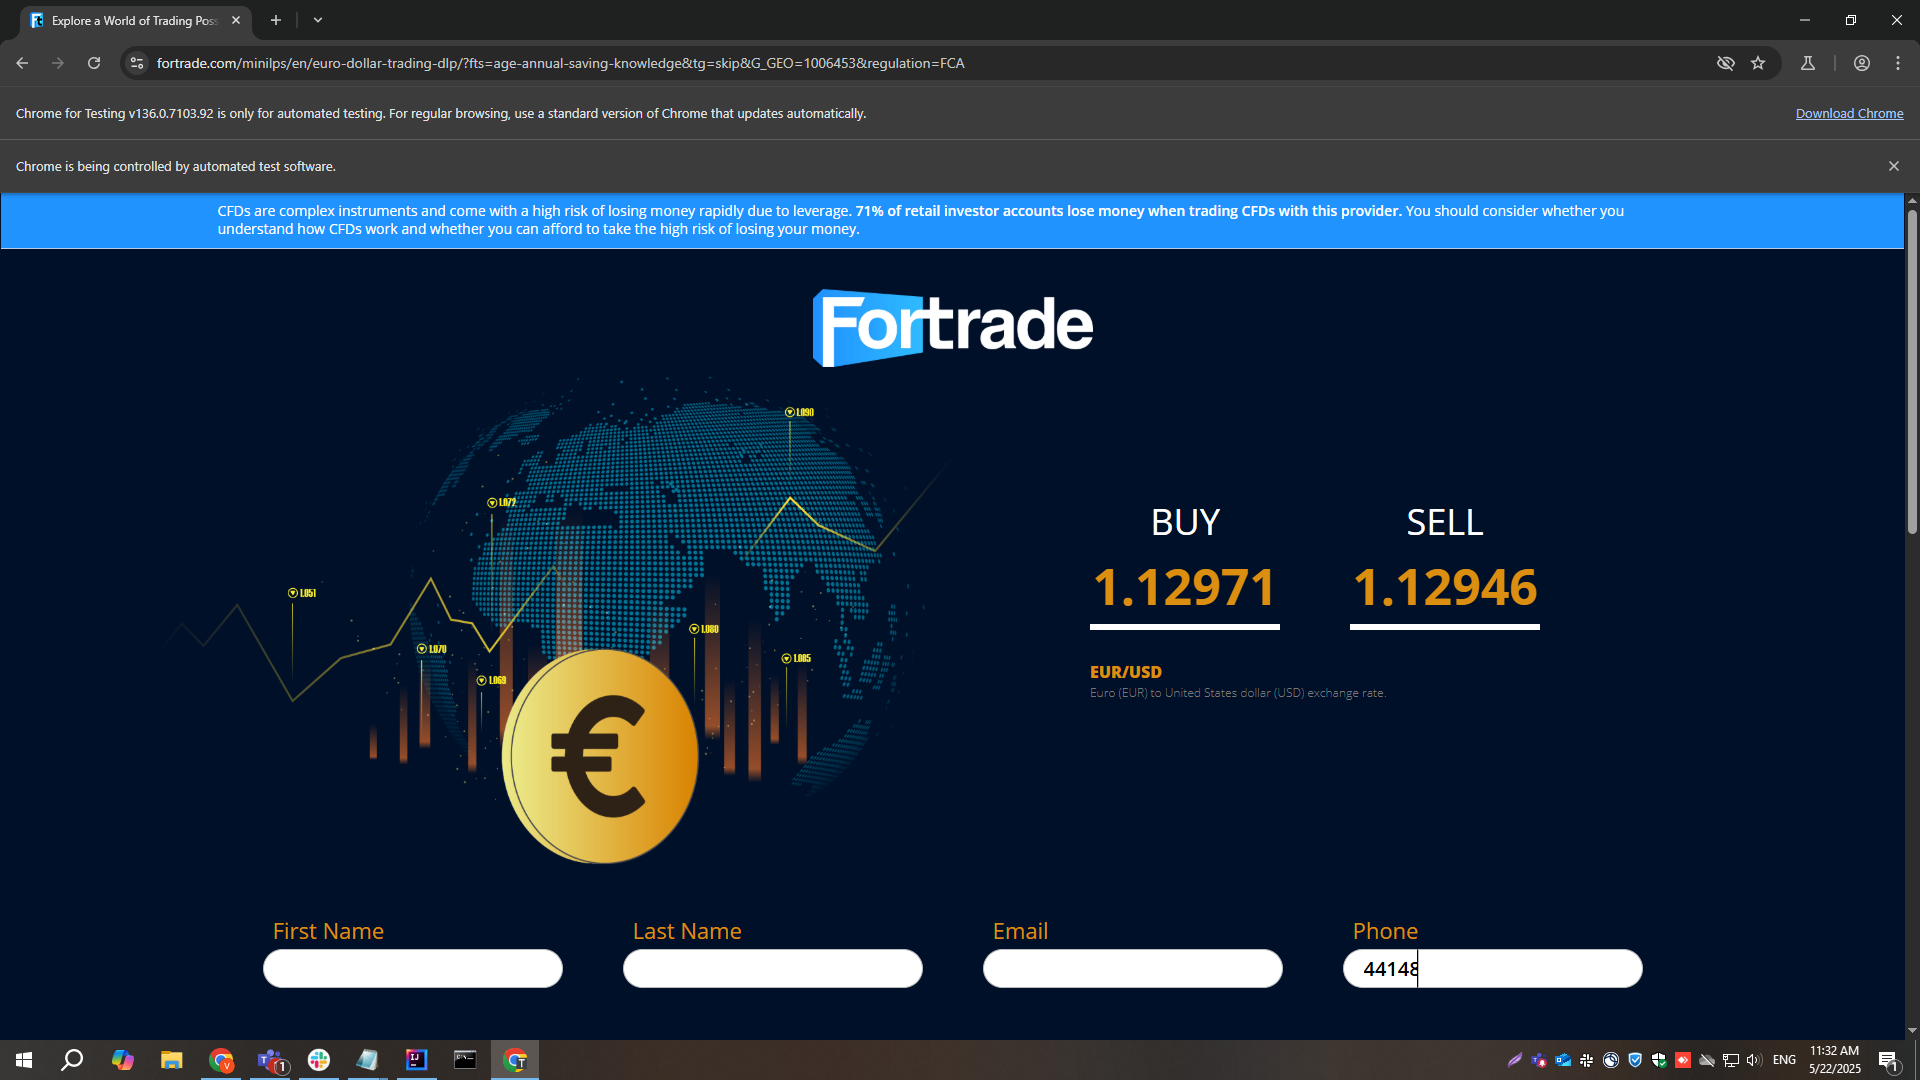 Explore a World of Trading Poss
fortrade.com/minilps/en/euro-dollar-trading-dlp/?fts=age-annual-saving-knowledge&tg=skip&G_GEO=1006453&regulation=FCA
Chrome for Testing v136.0.7103.92 is only for automated testing. For regular browsing, use a standard version of Chrome that updates automatically.
Download Chrome
Chrome is being controlled by automated test software.
CFDs are complex instruments and come with a high risk of losing money rapidly due to leverage. 71% of retail investor accounts lose money when trading CFDs with this provider. You should consider whether you
understand how CFDs work and whether you can afford to take the high risk of losing your money.
Fortrade
1.090
1.072
BUY
SELL
1.12971
1.12946
1.051
1.080
1.070
1.085
1.069
EUR/USD
Euro (EUR) to United States dollar (USD) exchange rate.
€
First Name
Last Name
Email
Phone
44148
ENG
11:32 AM
5/22/2025
1
1